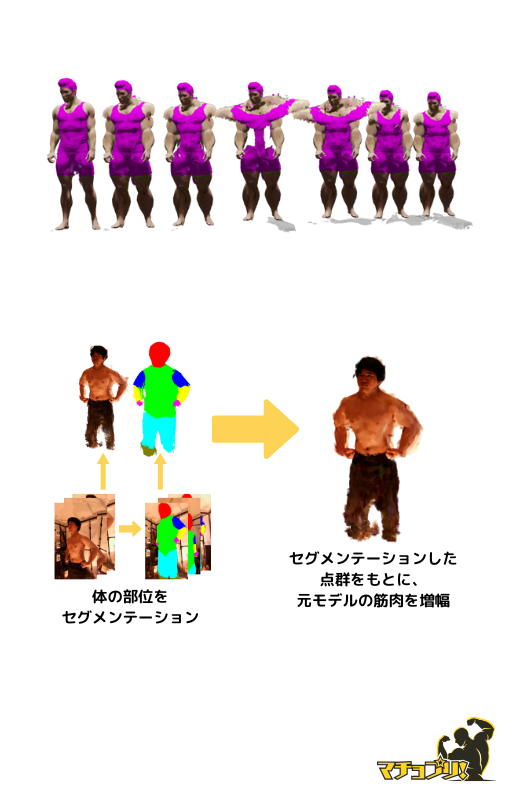 体の部位を
セグメンテーション
セグメンテーションした
点群をもとに、
元モデルの筋肉を増幅
マチョプリ!